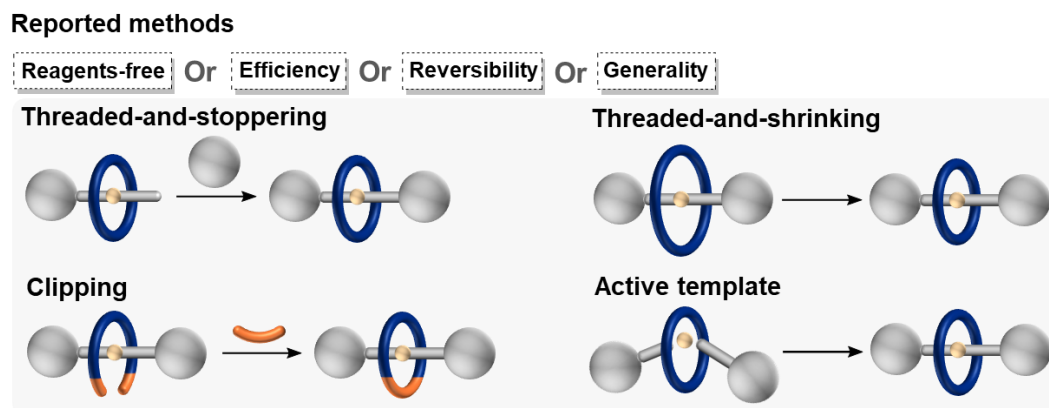 Reported methods
Reagents-free Or Efficiency Or Reversibility Or Generality
Threaded-and-stoppering
Threaded-and-shrinking
Clipping
Active template